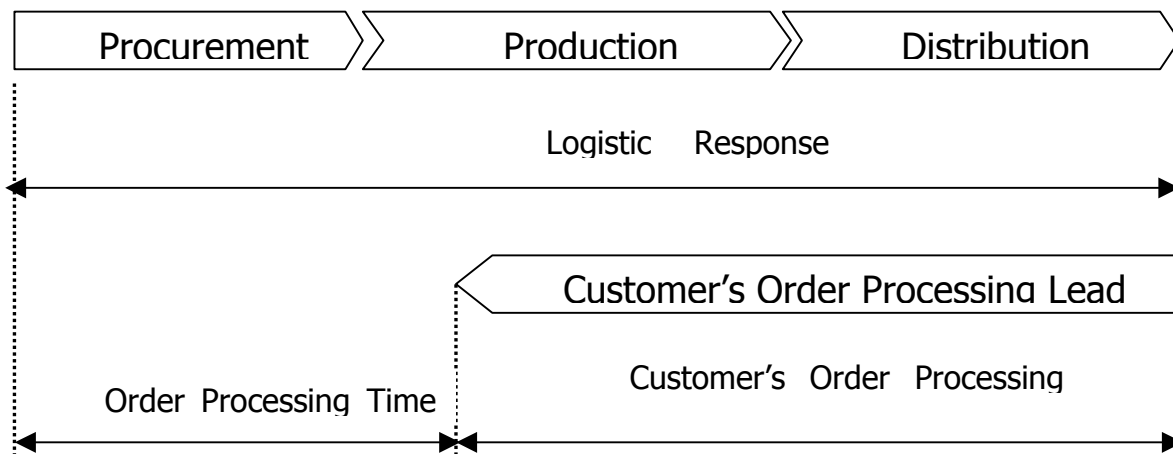 Procurement
Production
Distribution
Logistic Response
Customer's Order Processing Lead
Customer's Order Processing
Order Processing Time